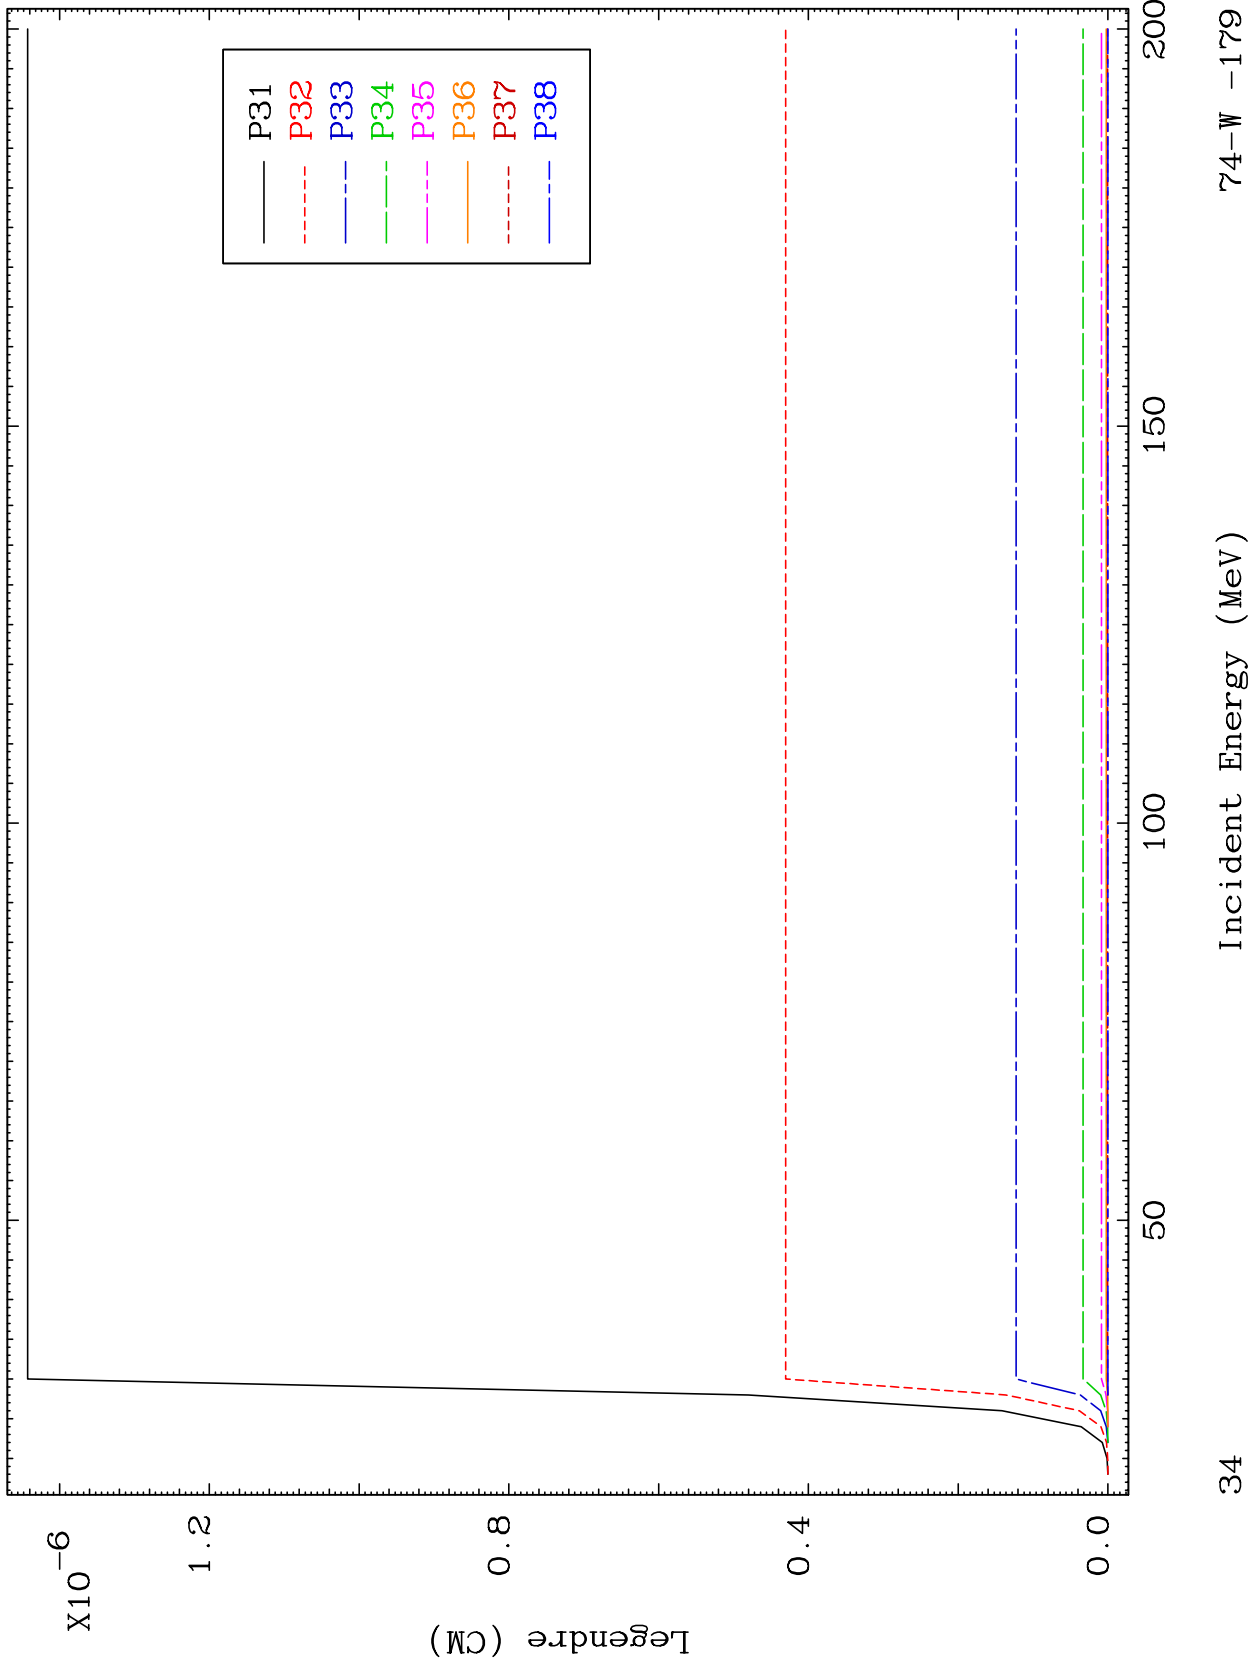 X10-6
1.2
0.8
0.4
0.0
Legendre (CM)
P31
P32
P33
P34
P35
P36
P37
P38
50
100
150
200
34
Incident Energy (MeV)
74-W -179